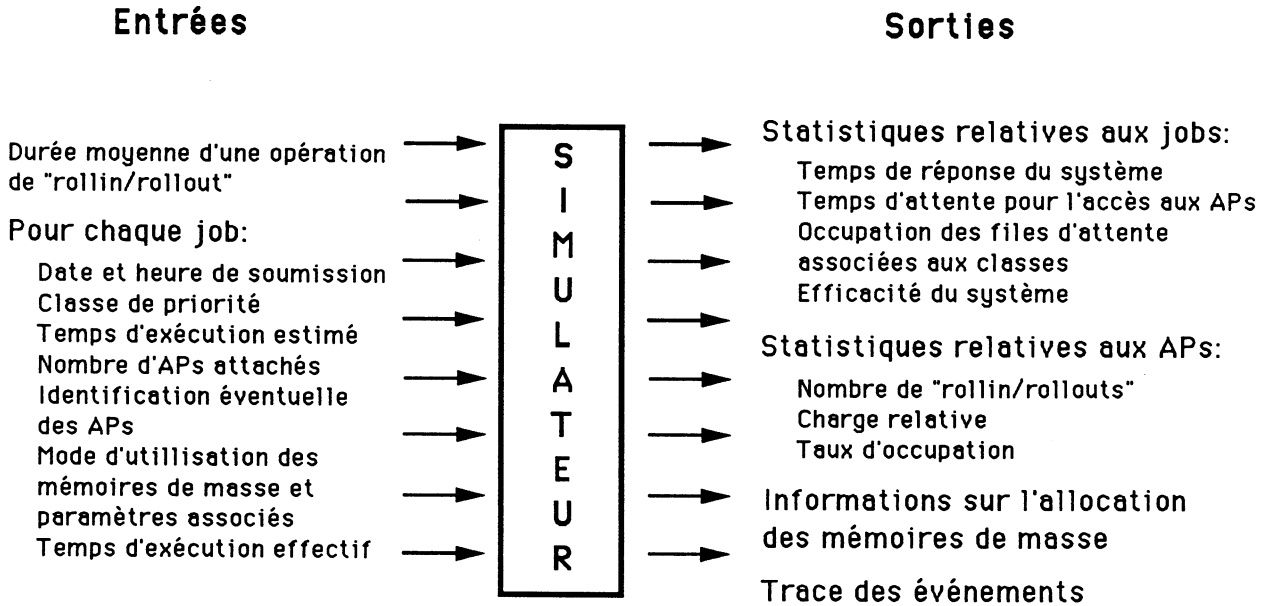 Entrées
Durée moyenne d'une opération
de "rollin/rollout"
Pour chaque job:
Date et heure de soumission
Classe de priorité
Temps d'exécution estimé
Nombre d'APs attachés
Identification éventuelle
des APs
Mode d'utillisation des
mémoires de masse et
paramètres associés
Temps d'exécution effectif
S
I
M
U
L
A
T
E
U
R
Sorties
Statistiques relatives aux jobs:
Temps de réponse du système
Temps d'attente pour l'accès aux APs
Occupation des files d'attente
associées aux classes
Efficacité du système
Statistiques relatives aux APs:
Nombre de "rollin/rollouts"
Charge relative
Taux d'occupation
Informations sur l'allocation
des mémoires de masse
Trace des événements